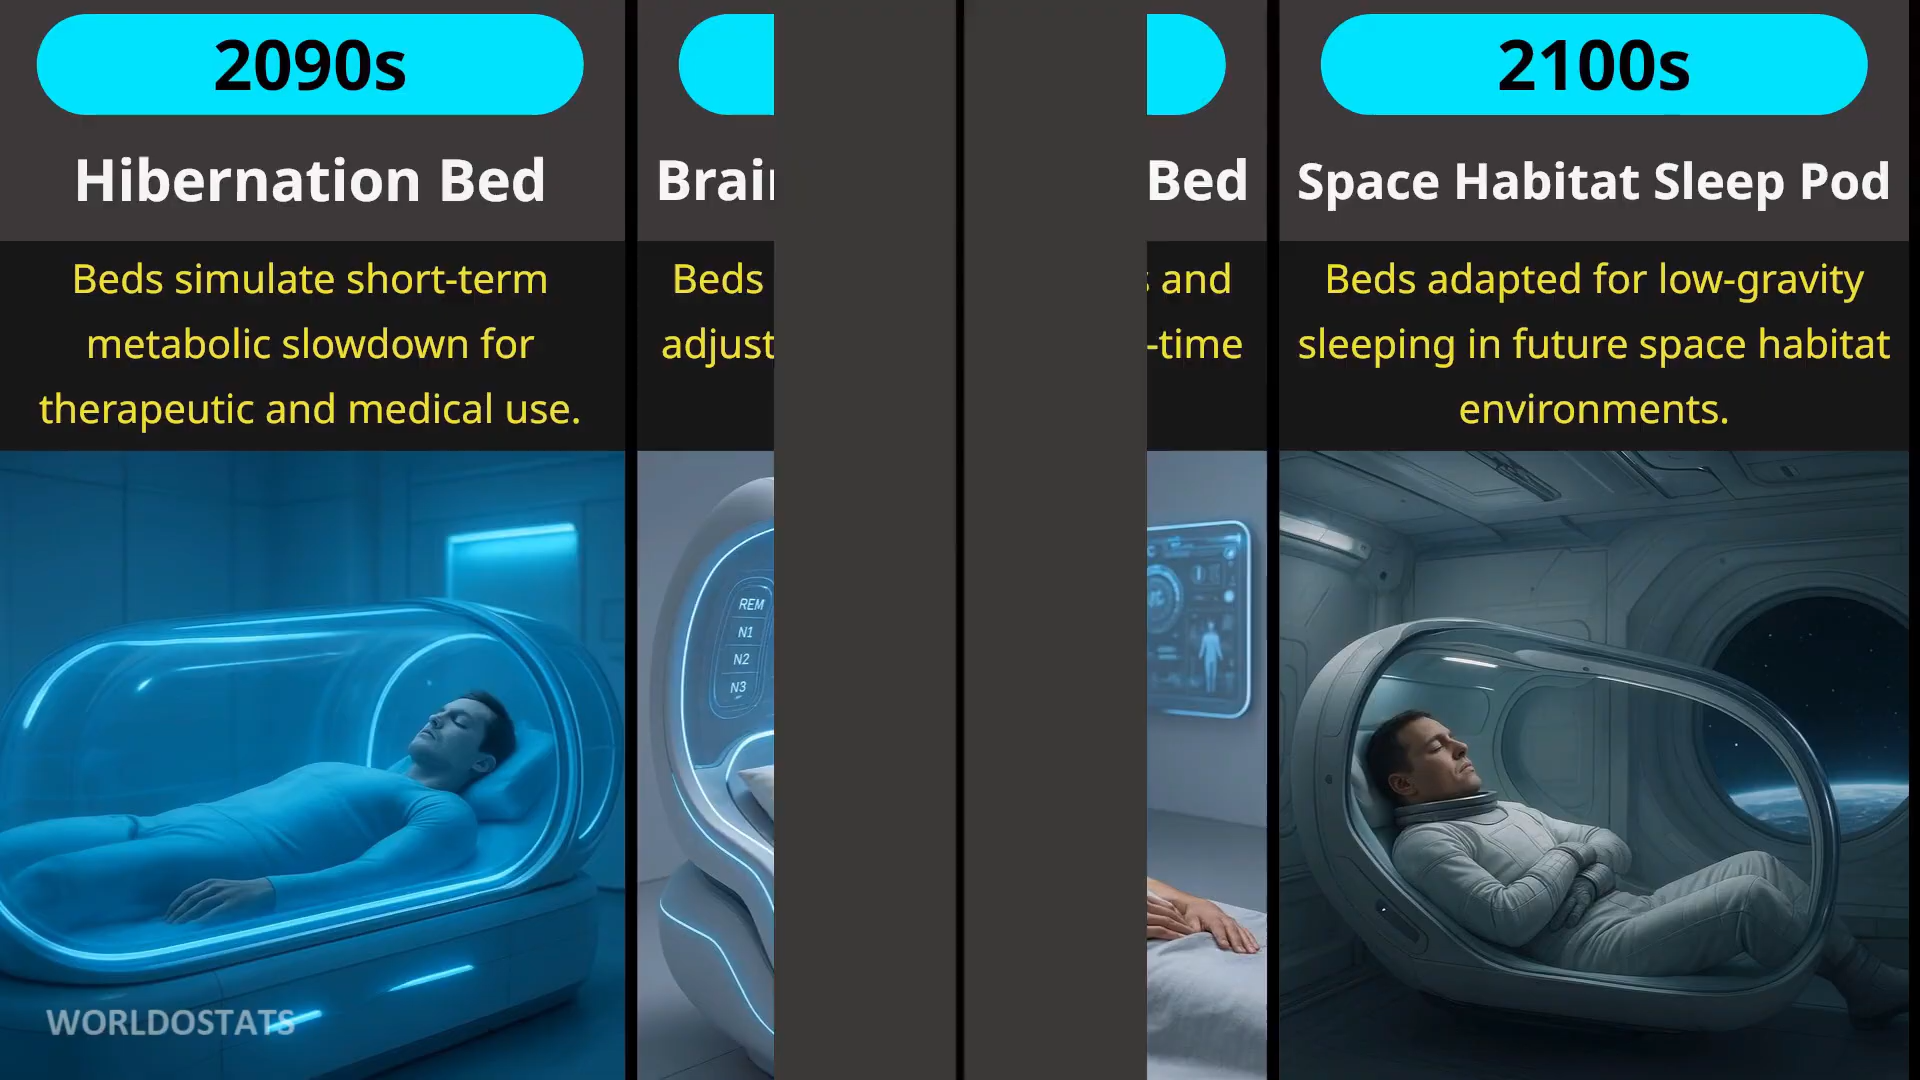 2090s
Hibernation Bed
Beds simulate short-term
metabolic slowdown for
therapeutic and medical use.
Bed
Beds and
-time
REM
N1
N2
N3
2100s
Space Habitat Sleep Pod
Beds adapted for low-gravity
sleeping in future space habitat
environments.
WORLDOSTATS